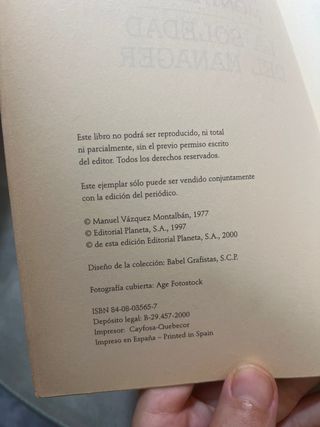 Este libro no podrá ser reproducido, ni total
ni parcialmente, sin el previo permiso escrito
del editor. Todos los derechos reservados.
Este ejemplar sólo puede ser vendido conjuntamente
con la edición del periódico.
© Manuel Vázquez Montalbán, 1977
© Editorial Planeta, S.A., 1997
© de esta edición Editorial Planeta, S.A., 2000
Diseño de la colección: Babel Grafistas, S.C.P.
Fotografía cubierta: Age Fotostock
ISBN 84-08-03565-7
Depósito legal: B-29.457-2000
Impresor: Cayfosa-Quebecor
Impreso en España – Printed in Spain